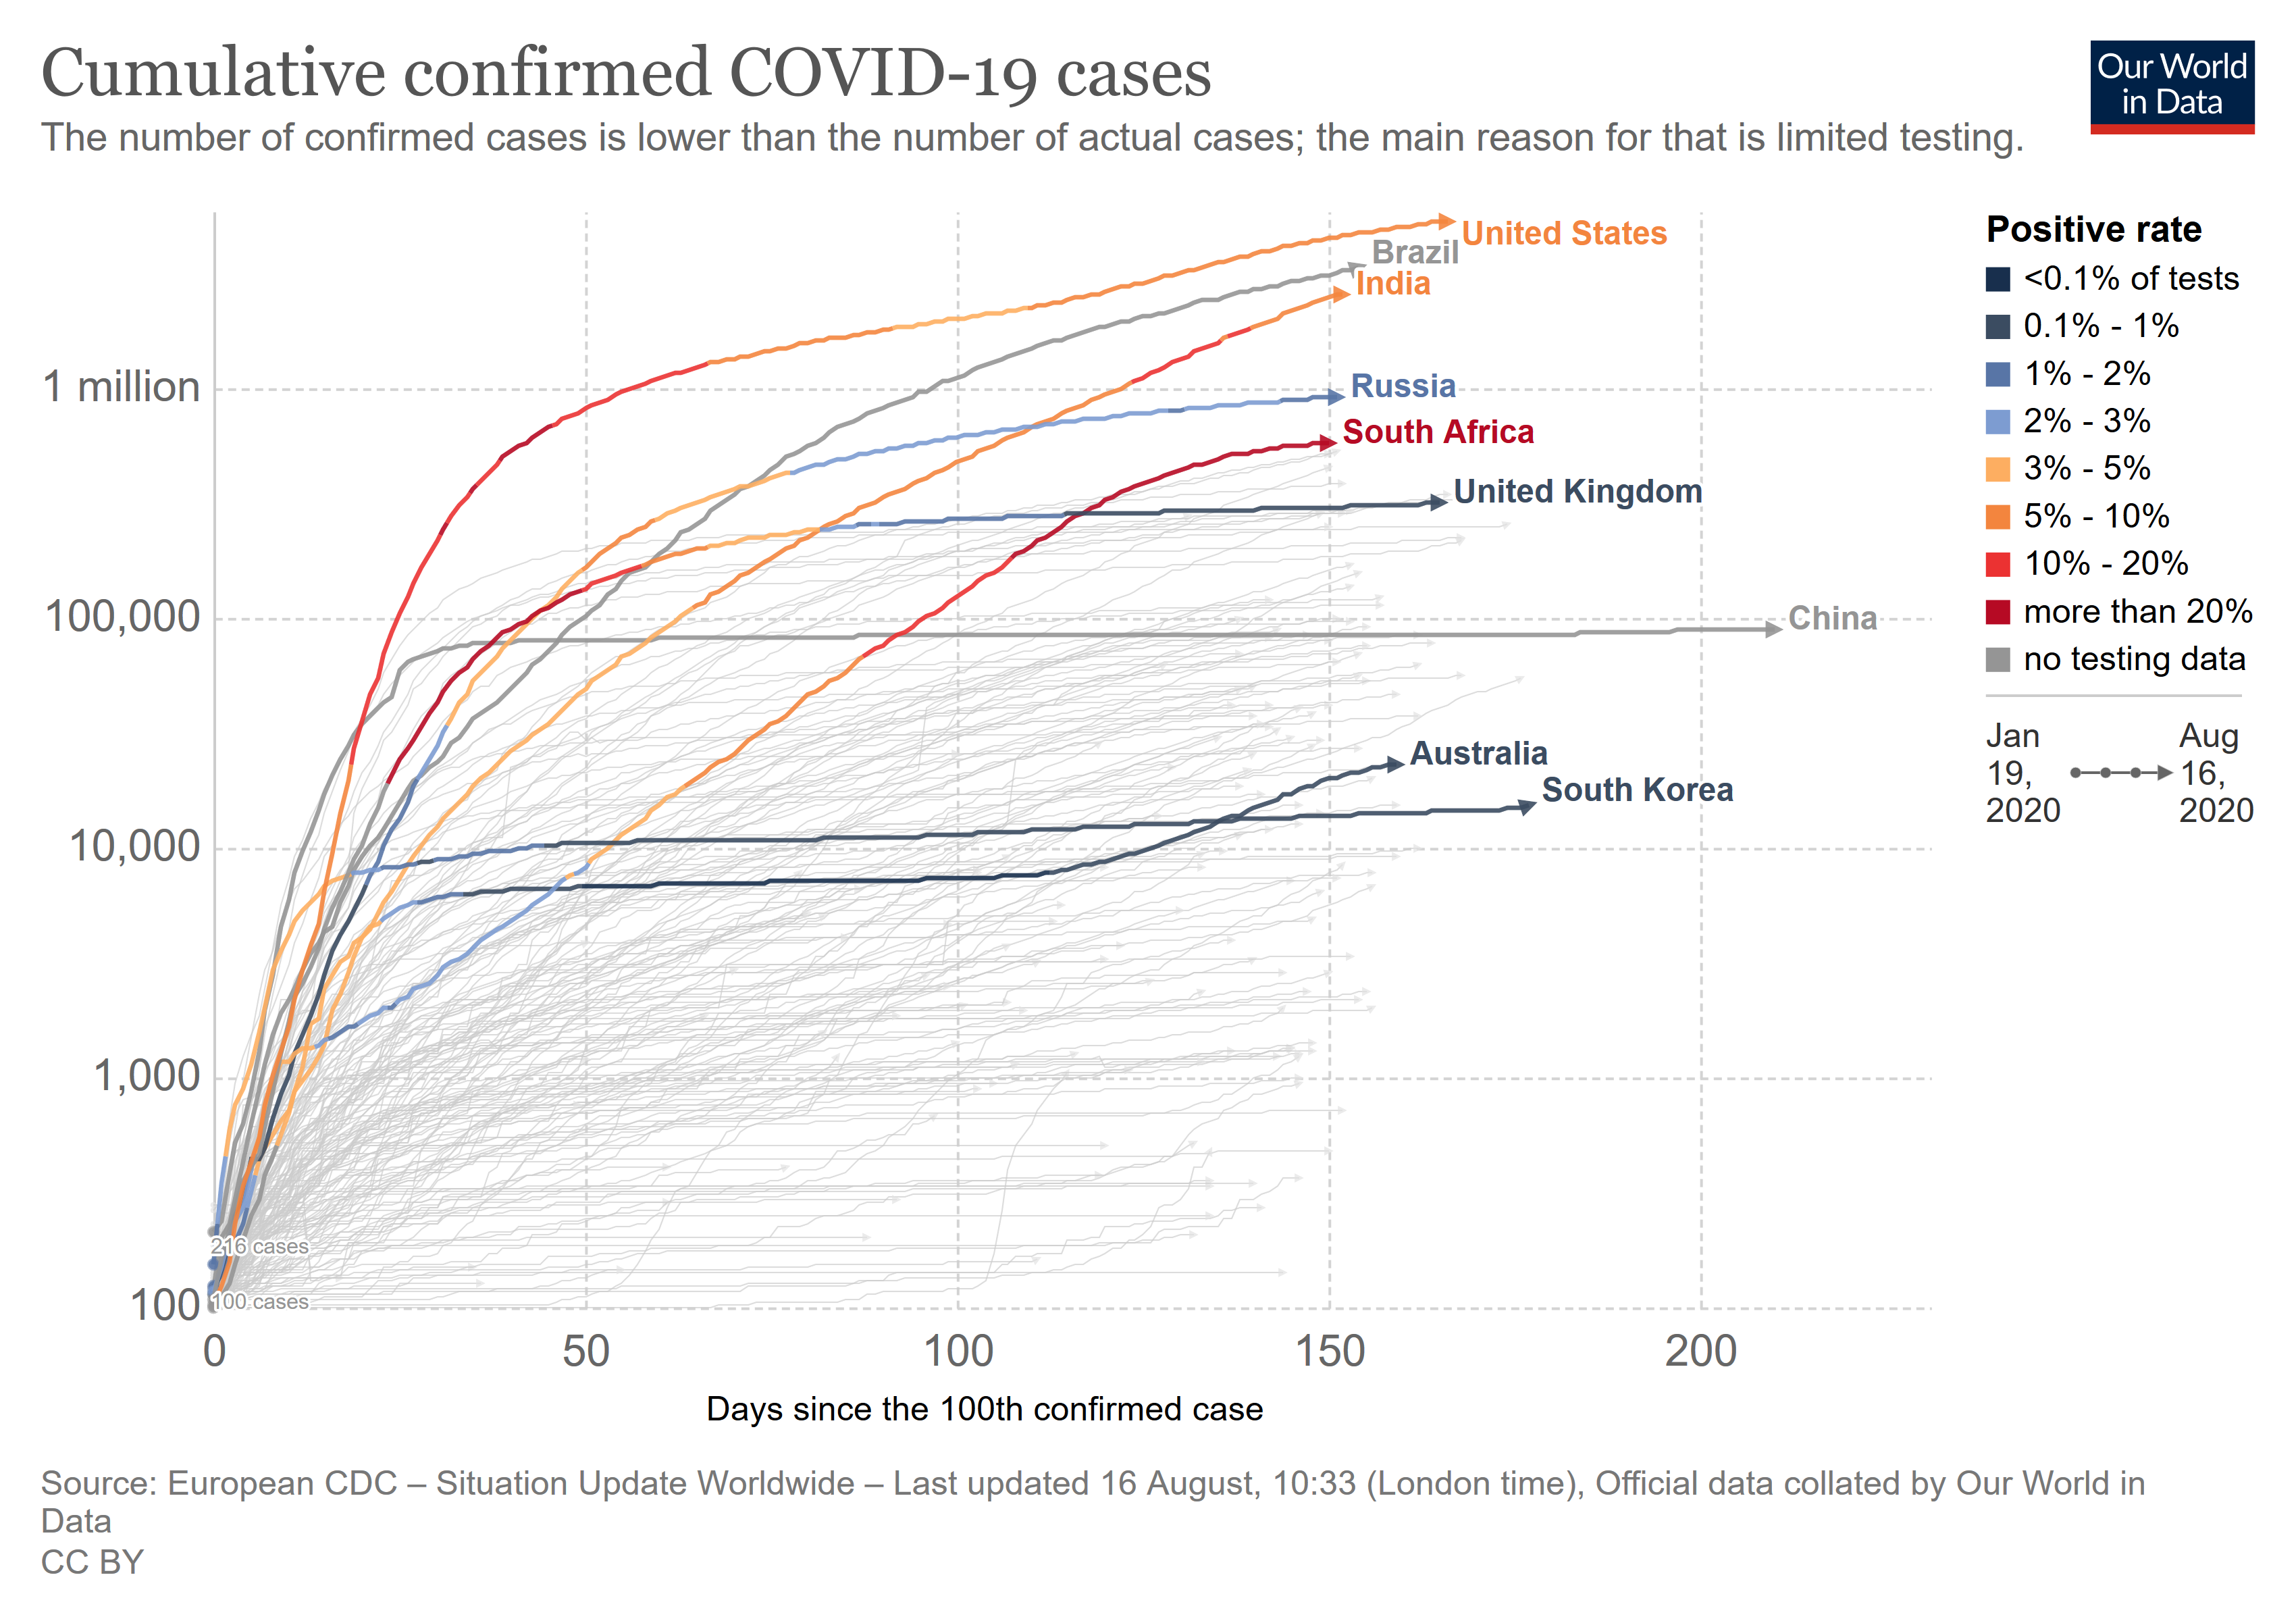 Cumulative confirmed COVID-19 cases
The number of confirmed cases is lower than the number of actual cases; the main reason for that is limited testing.
Our World
in Data
1 million
100,000
10,000
1,000
100
216 cases
100 cases
0
50
100
150
200
Days since the 100th confirmed case
United States
Brazil
India
Russia
South Africa
United Kingdom
China
Australia
South Korea
Positive rate
<0.1% of tests
0.1% - 1%
1% - 2%
2% - 3%
3% - 5%
5% - 10%
10% - 20%
more than 20%
no testing data
Jan
19,
2020
Aug
16,
2020
Source: European CDC – Situation Update Worldwide – Last updated 16 August, 10:33 (London time), Official data collated by Our World in
Data
CC BY